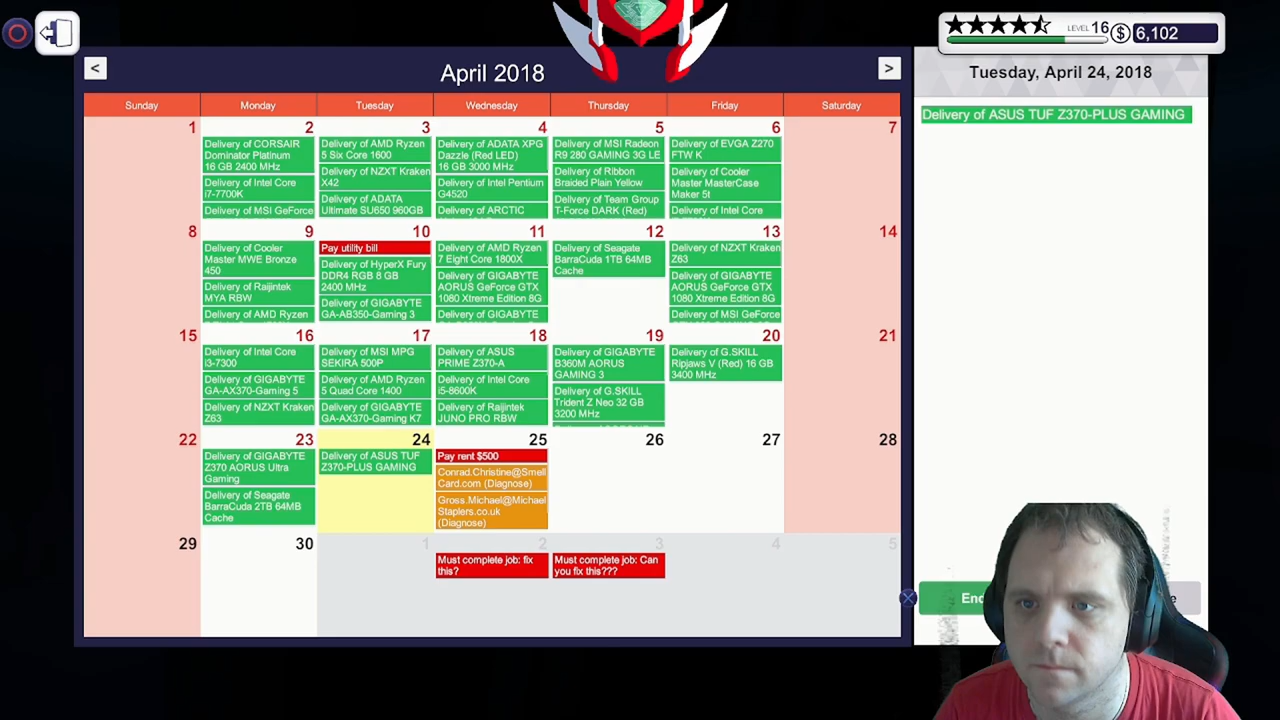 LEVEL 16 $ 6,102
< April 2018 >
Tuesday, April 24, 2018
Delivery of ASUS TUF Z370-PLUS GAMING
Sunday Monday Tuesday Wednesday Thursday Friday Saturday
1 2 3 4 5 6 7
Delivery of CORSAIR
Dominator Platinum
16 GB 2400 MHz
Delivery of Intel Core
i7-7700K
Delivery of MSI GeForce
Delivery of AMD Ryzen
5 Six Core 1600
Delivery of NZXT Kraken
X42
Delivery of ADATA
Ultimate SU650 960GB
Delivery of ADATA XPG
Dazzle (Red LED)
16 GB 3000 MHz
Delivery of Intel Pentium
G4520
Delivery of ARCTIC
Delivery of MSI Radeon
R9 280 GAMING 3G LE
Delivery of Ribbon
Braided Plain Yellow
Delivery of Team Group
T-Force DARK (Red)
Delivery of EVGA Z270
FTW K
Delivery of Cooler
Master MasterCase
Maker 5t
Delivery of Intel Core
8 9 10 11 12 13 14
Delivery of Cooler
Master MWE Bronze
450
Delivery of Raijintek
MYA RBW
Delivery of AMD Ryzen
Pay utility bill
Delivery of HyperX Fury
DDR4 RGB 8 GB
2400 MHz
Delivery of GIGABYTE
GA-AB350-Gaming 3
Delivery of AMD Ryzen
7 Eight Core 1800X
Delivery of GIGABYTE
AORUS GeForce GTX
1080 Xtreme Edition 8G
Delivery of GIGABYTE
Delivery of Seagate
BarraCuda 1TB 64MB
Cache
Delivery of NZXT Kraken
Z63
Delivery of GIGABYTE
AORUS GeForce GTX
1080 Xtreme Edition 8G
Delivery of MSI GeForce
15 16 17 18 19 20 21
Delivery of Intel Core
i3-7300
Delivery of GIGABYTE
GA-AX370-Gaming 5
Delivery of NZXT Kraken
Z63
Delivery of MSI MPG
SEKIRA 500P
Delivery of AMD Ryzen
5 Quad Core 1400
Delivery of GIGABYTE
GA-AX370-Gaming K7
Delivery of ASUS
PRIME Z370-A
Delivery of Intel Core
i5-8600K
Delivery of Raijintek
JUNO PRO RBW
Delivery of GIGABYTE
B360M AORUS
GAMING 3
Delivery of G.SKILL
Trident Z Neo 32 GB
3200 MHz
Delivery of G.SKILL
Ripjaws V (Red) 16 GB
3400 MHz
22 23 24 25 26 27 28
Delivery of GIGABYTE
Z370 AORUS Ultra
Gaming
Delivery of Seagate
BarraCuda 2TB 64MB
Cache
Delivery of ASUS TUF
Z370-PLUS GAMING
Pay rent $500
Conrad.Christine@Smell
Card.com (Diagnose)
Gross.Michael@Michael
Staplers.co.uk
(Diagnose)
29 30 1 2 3 4 5
Must complete job: fix
this?
Must complete job: Can
you fix this???